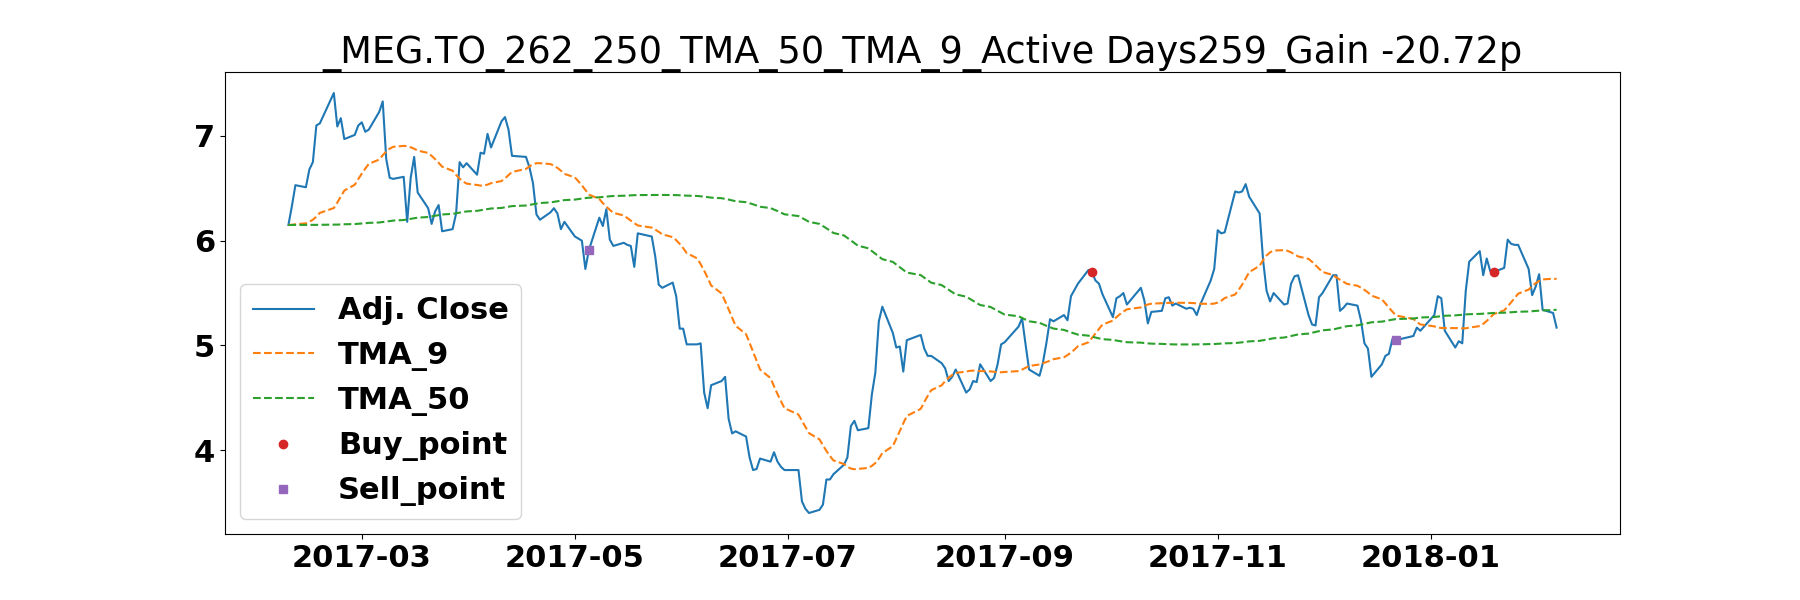 _MEG.TO_262_250_TMA_50_TMA_9_Active Days259_Gain -20.72p
7
6
5
4
Adj. Close
TMA_9
TMA_50
Buy_point
Sell_point
2017-03 2017-05 2017-07 2017-09 2017-11 2018-01